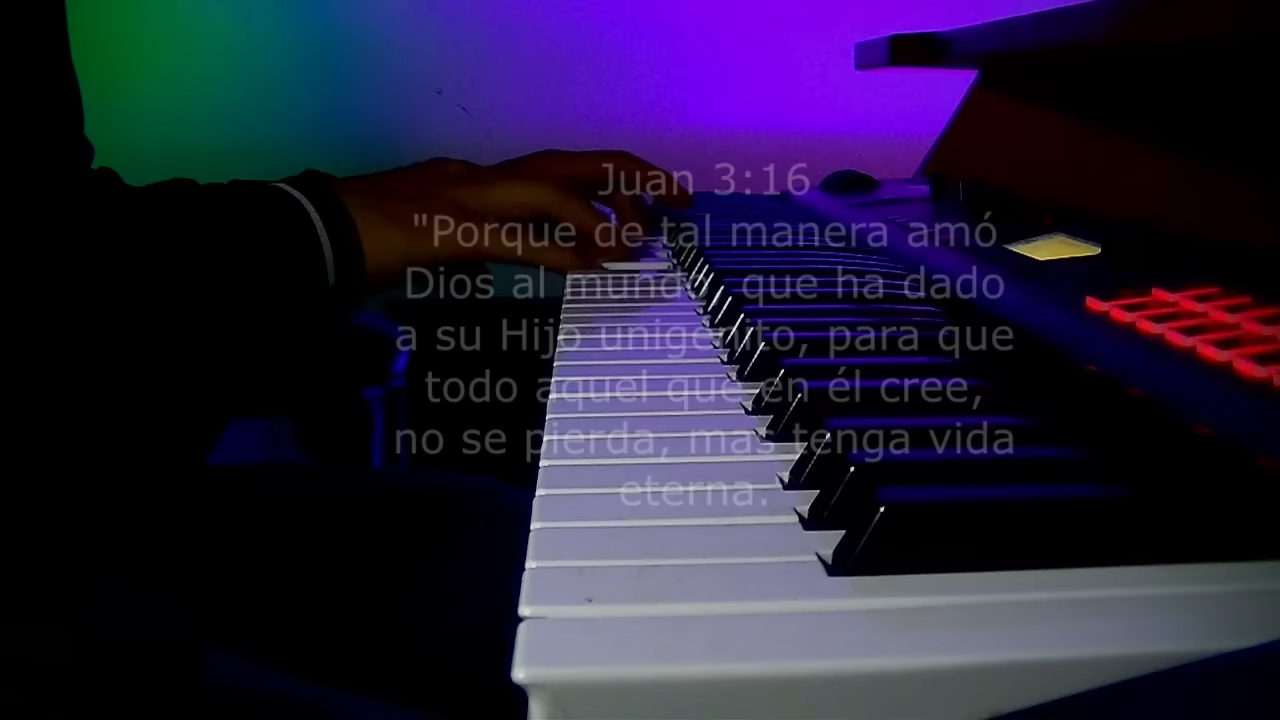 Juan 3:16
"Porque de tal manera amó
Dios al mundo, que ha dado
a su Hijo unigénito, para que
todo aquel que en él cree,
no se pierda, mas tenga vida
eterna.